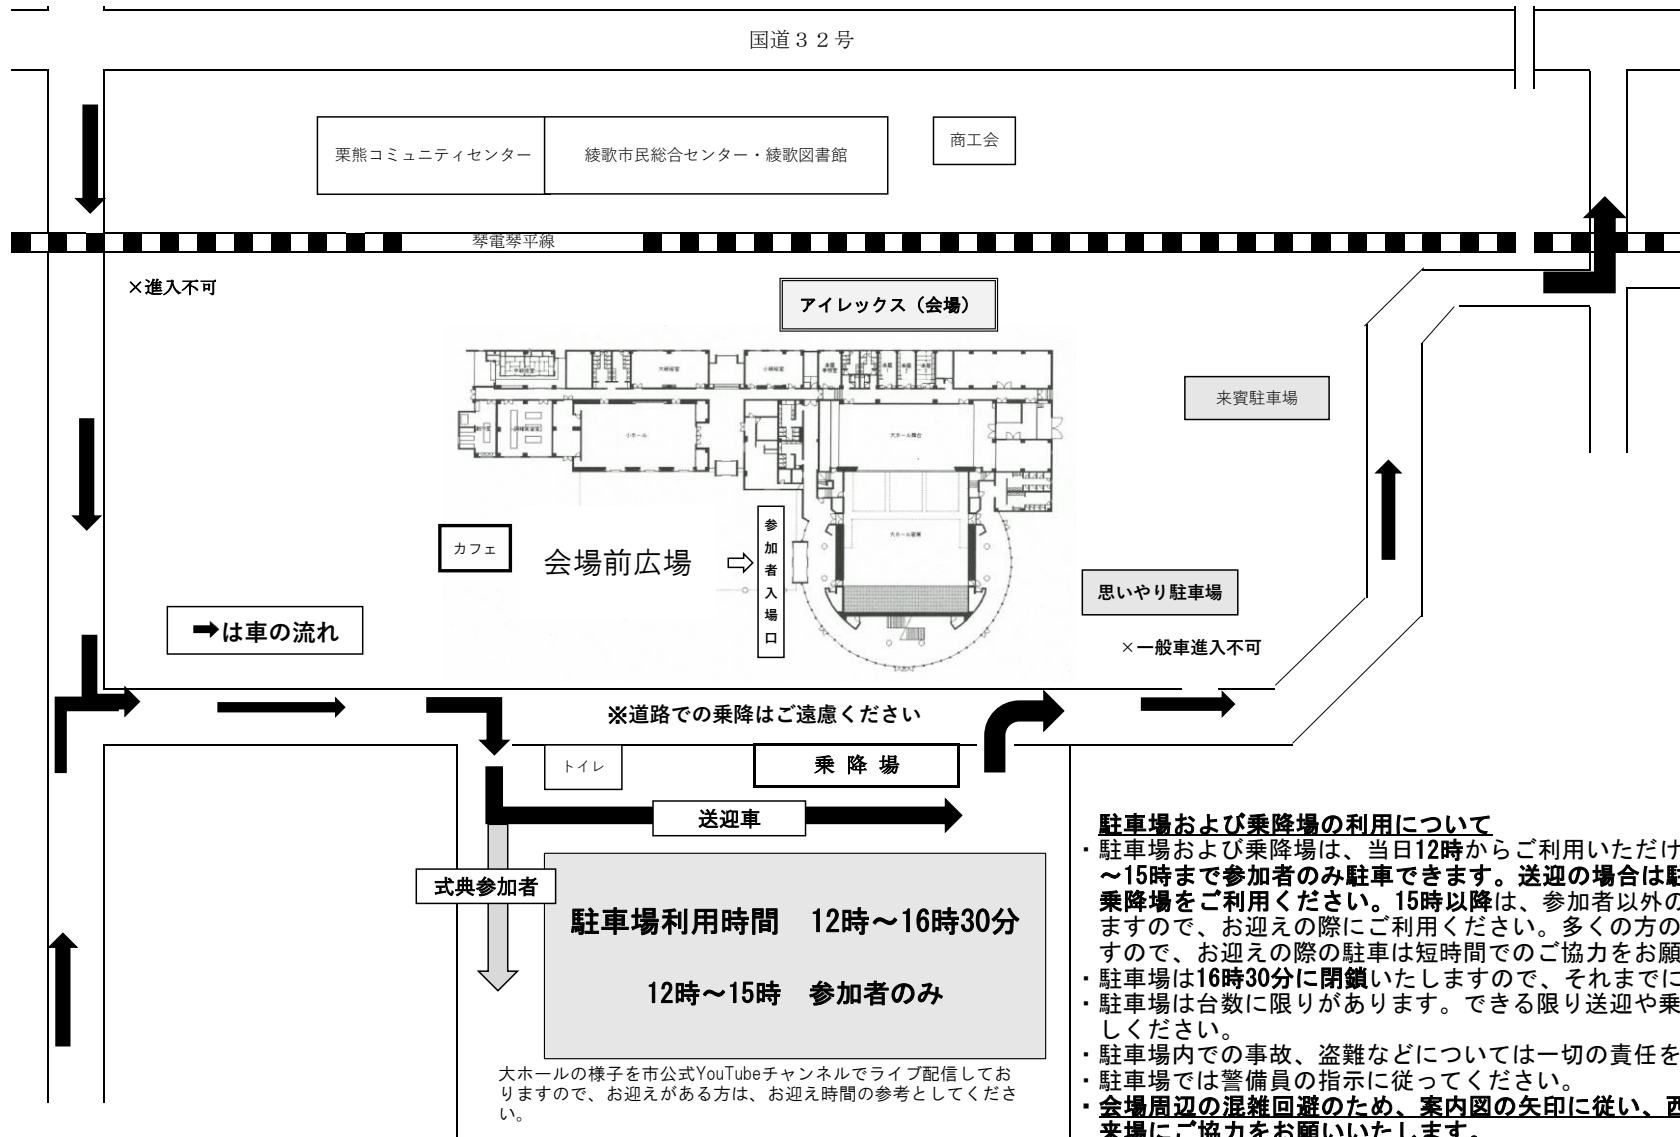 国道３２号
栗熊コミュニティセンター
綾歌市民総合センター・綾歌図書館
商工会
琴電琴平線
×進入不可
アイレックス（会場）
来賓駐車場
小ホール
大ホール舞台
大ホール客席
カフェ
会場前広場
⇨
参加者入場口
思いやり駐車場
×一般車進入不可
➡は車の流れ
※道路での乗降はご遠慮ください
トイレ
乗 降 場
送迎車
式典参加者
駐車場利用時間　12時～16時30分
12時～15時　参加者のみ
大ホールの様子を市公式YouTubeチャンネルでライブ配信してお
りますので、お迎えがある方は、お迎え時間の参考としてくださ
い。
駐車場および乗降場の利用について
・駐車場および乗降場は、当日12時からご利用いただけ
～15時まで参加者のみ駐車できます。送迎の場合は駐
乗降場をご利用ください。15時以降は、参加者以外の
ますので、お迎えの際にご利用ください。多くの方の
すので、お迎えの際の駐車は短時間でのご協力をお願
・駐車場は16時30分に閉鎖いたしますので、それまでに
・駐車場は台数に限りがあります。できる限り送迎や乗
しください。
・駐車場内での事故、盗難などについては一切の責任を
・駐車場では警備員の指示に従ってください。
・会場周辺の混雑回避のため、案内図の矢印に従い、西
来場にご協力をお願いいたします。